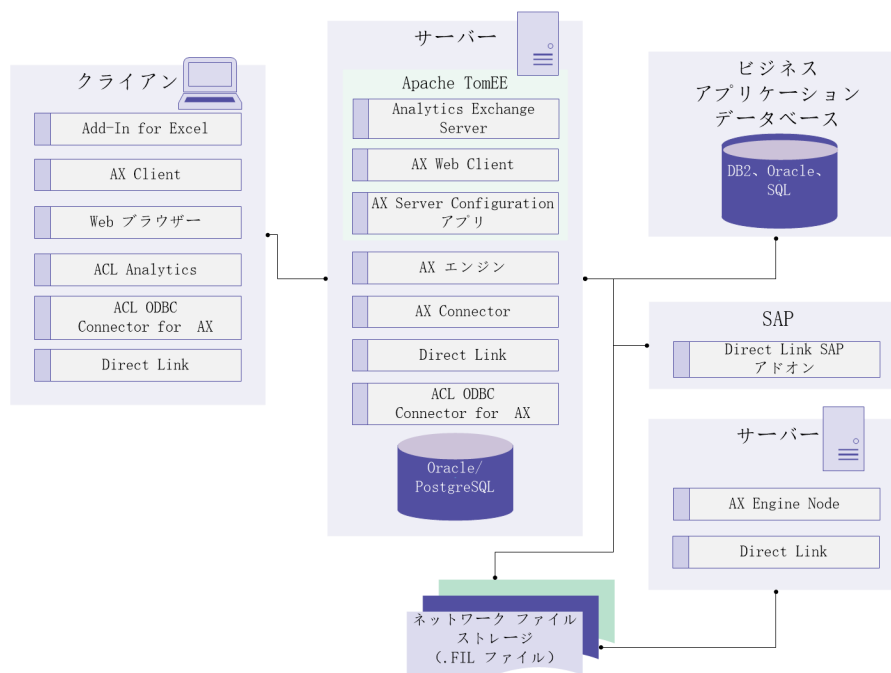 クライアン
Add-In for Excel
AX Client
Web ブラウザー
ACL Analytics
ACL ODBC
Connector for AX
Direct Link
サーバー
Apache TomEE
Analytics Exchange
Server
AX Web Client
AX Server Configuration
アプリ
AX エンジン
AX Connector
Direct Link
ACL ODBC
Connector for AX
Oracle/
PostgreSQL
ビジネス
アプリケーション
データベース
DB2、Oracle、
SQL
SAP
Direct Link SAP
アドオン
サーバー
AX Engine Node
Direct Link
ネットワーク ファイル
ストレージ
(.FIL ファイル)